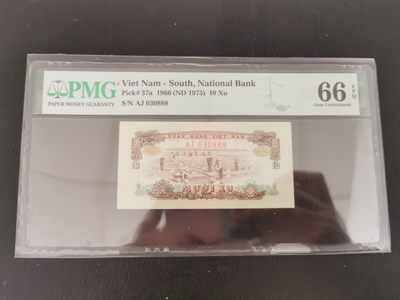 PMG
PAPER MONEY GUARANTY
Viet Nam - South, National Bank
Pick# 37a 1966 (ND 1975) 10 Xu
S/N AJ 030888
66
EPQ
Gem Uncirculated
NGAN HANG VIET NAM
AJ 030888
10
10
MUOI XU